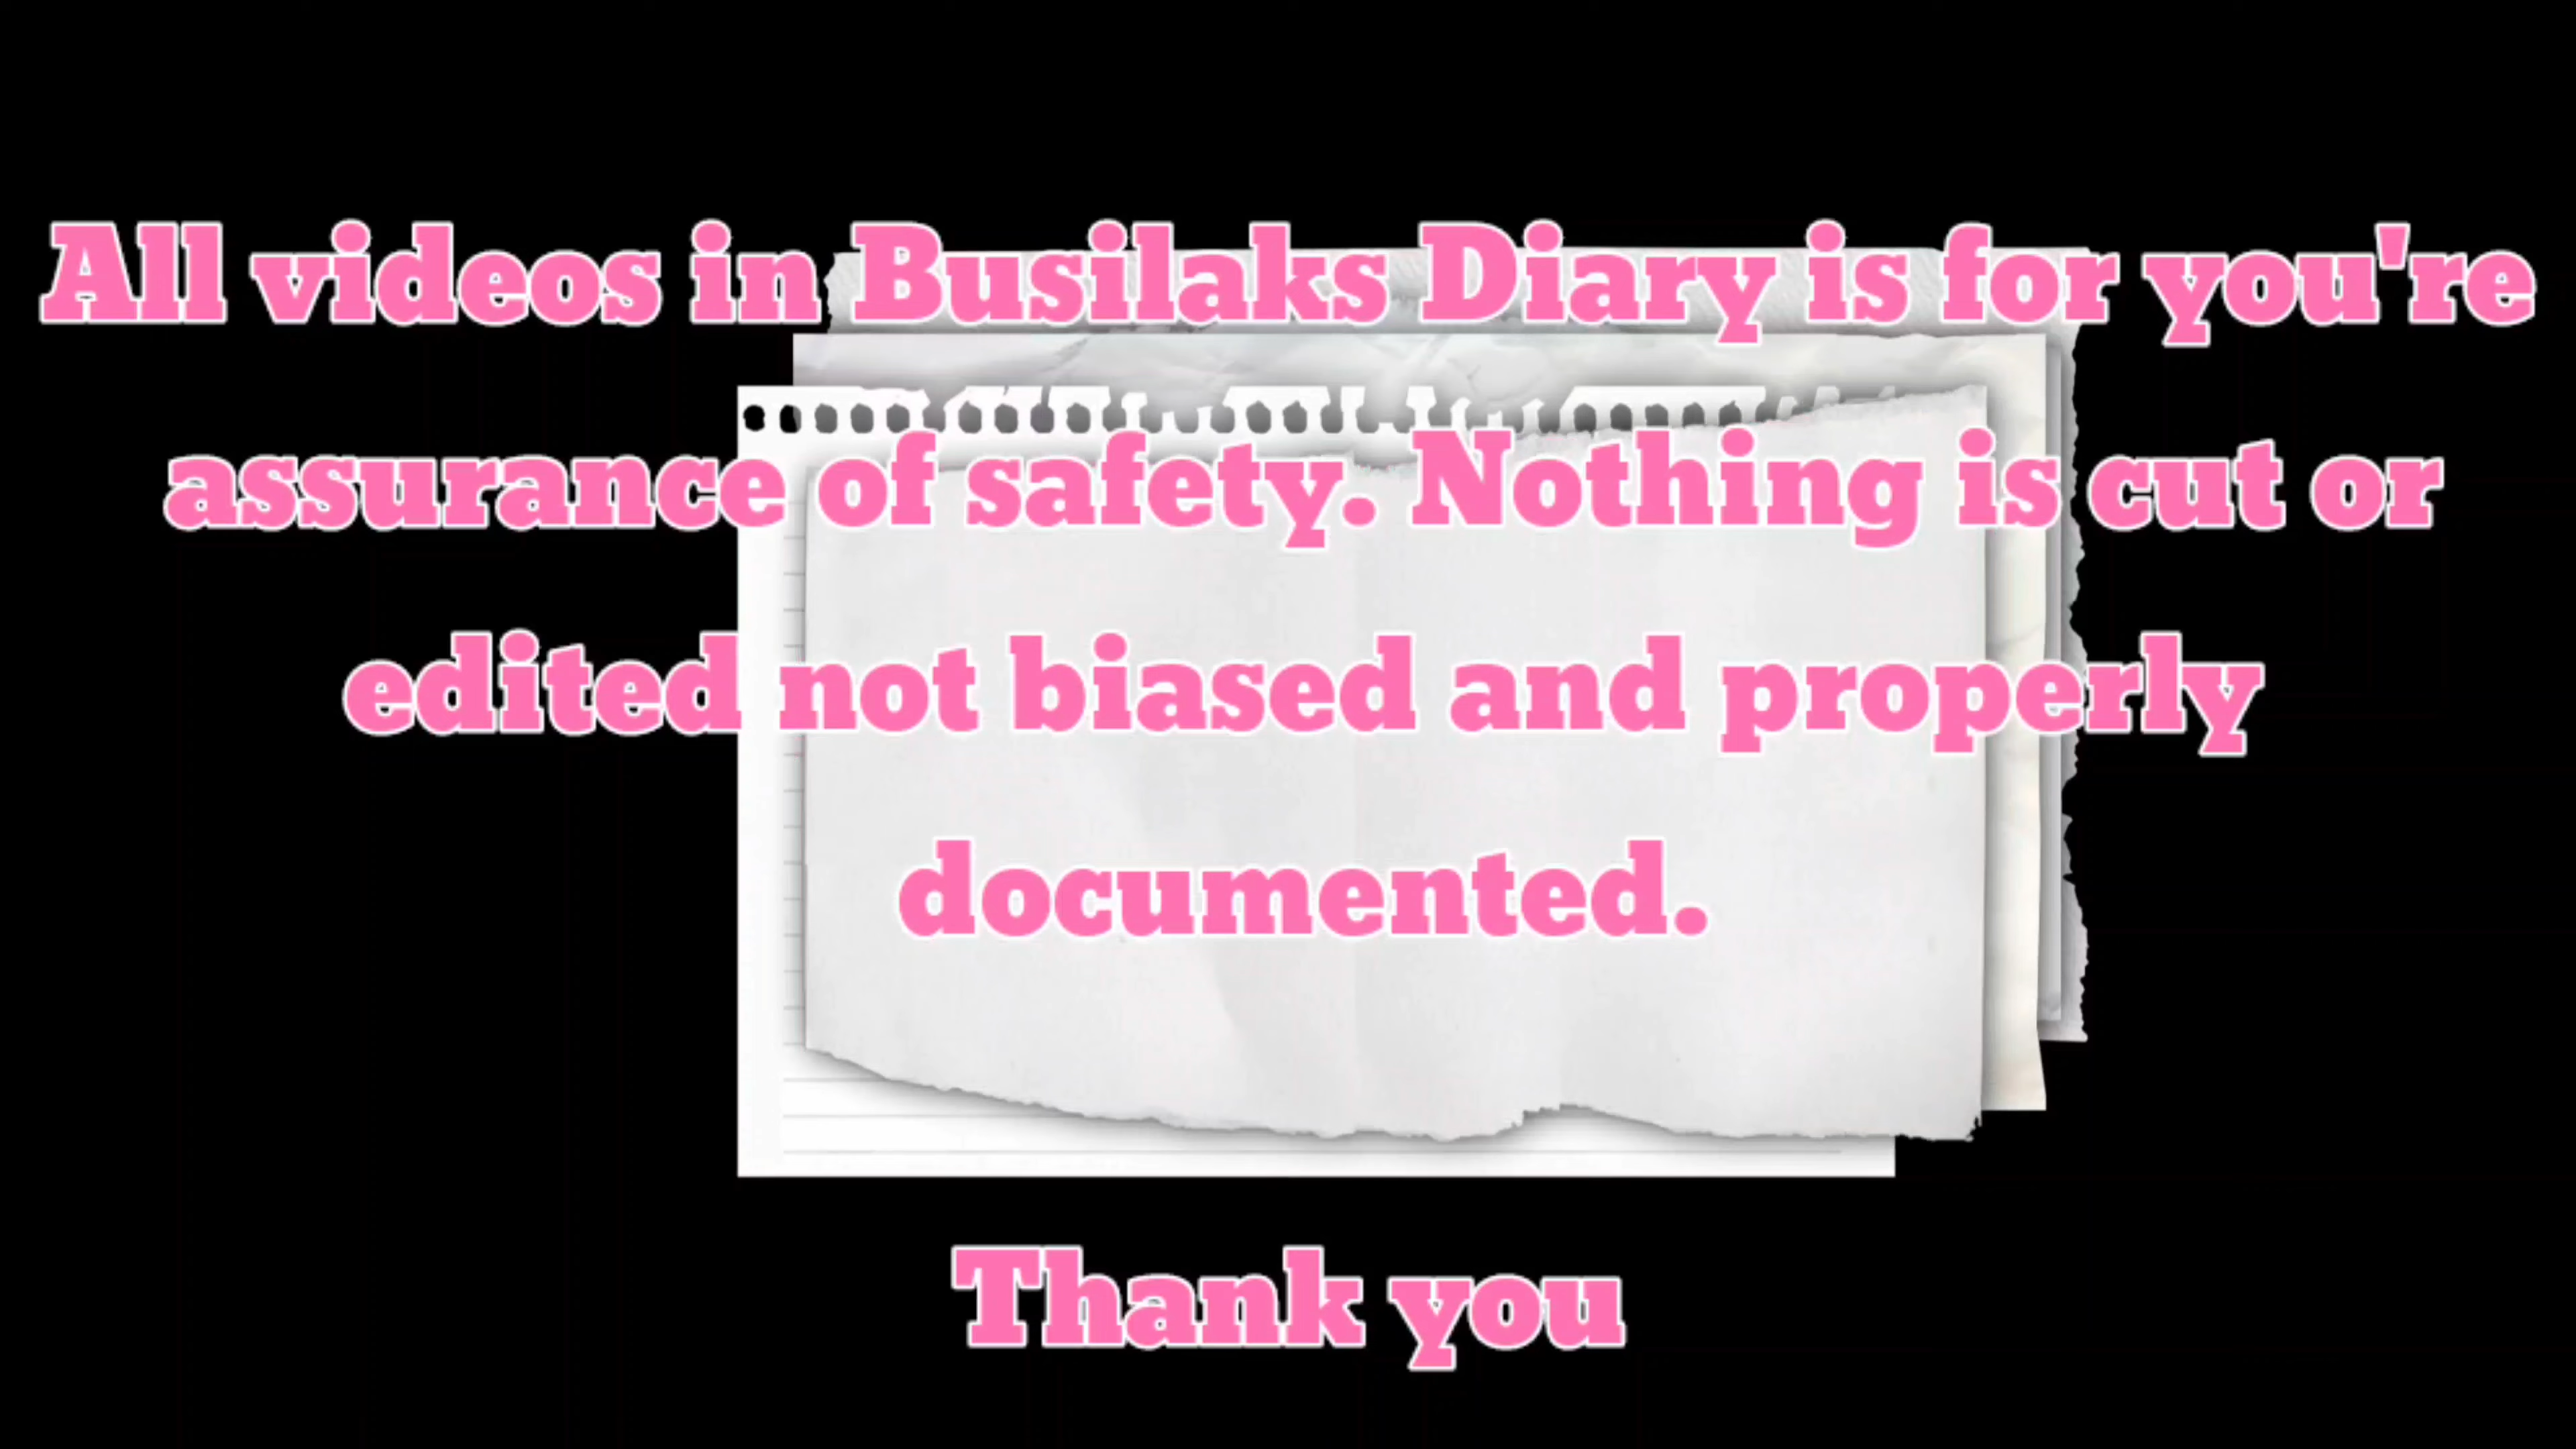 All videos in Busilaks Diary is for you're
assurance of safety. Nothing is cut or
edited not biased and properly
documented.
Thank you